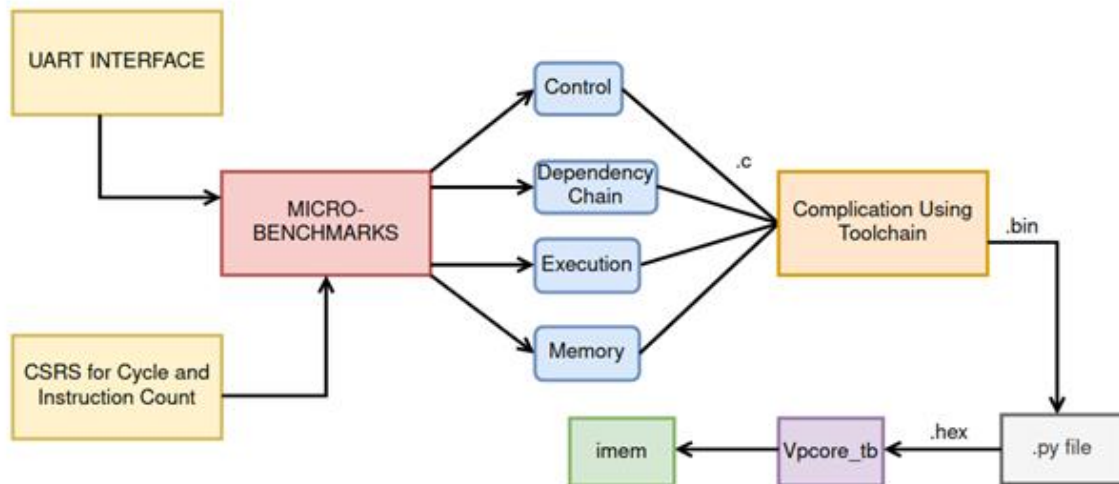 UART INTERFACE
Control
.c
Dependency
Chain
MICRO-
BENCHMARKS
Complication Using
Toolchain
.bin
Execution
Memory
CSRS for Cycle and
Instruction Count
imem
Vpcore_tb
.hex
.py file